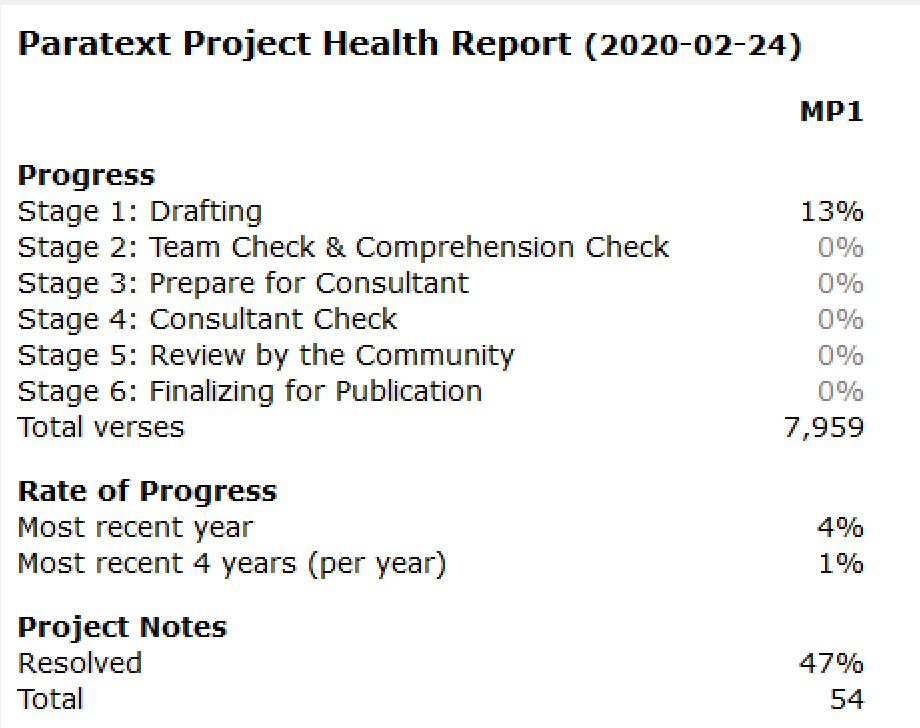 Paratext Project Health Report (2020-02-24)
MP1
Progress
Stage 1: Drafting 13%
Stage 2: Team Check & Comprehension Check 0%
Stage 3: Prepare for Consultant 0%
Stage 4: Consultant Check 0%
Stage 5: Review by the Community 0%
Stage 6: Finalizing for Publication 0%
Total verses 7,959
Rate of Progress
Most recent year 4%
Most recent 4 years (per year) 1%
Project Notes
Resolved 47%
Total 54